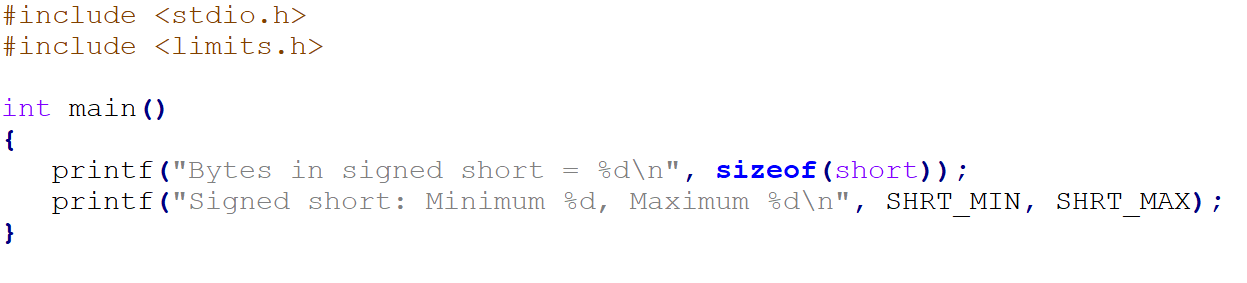 #include <stdio.h>
#include <limits.h>
int main()
{
printf("Bytes in signed short = %d\n", sizeof(short));
printf("Signed short: Minimum %d, Maximum %d\n", SHRT_MIN, SHRT_MAX);
}